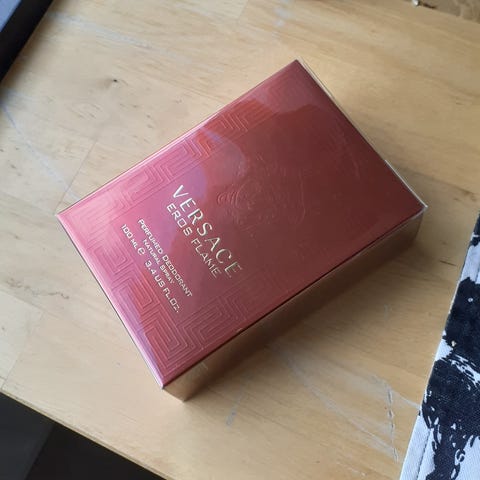 VERSACE
EROS FLAME
PERFUMED DEODORANT
NATURAL SPRAY
100 ML ℮ 3.4 US FL.OZ.